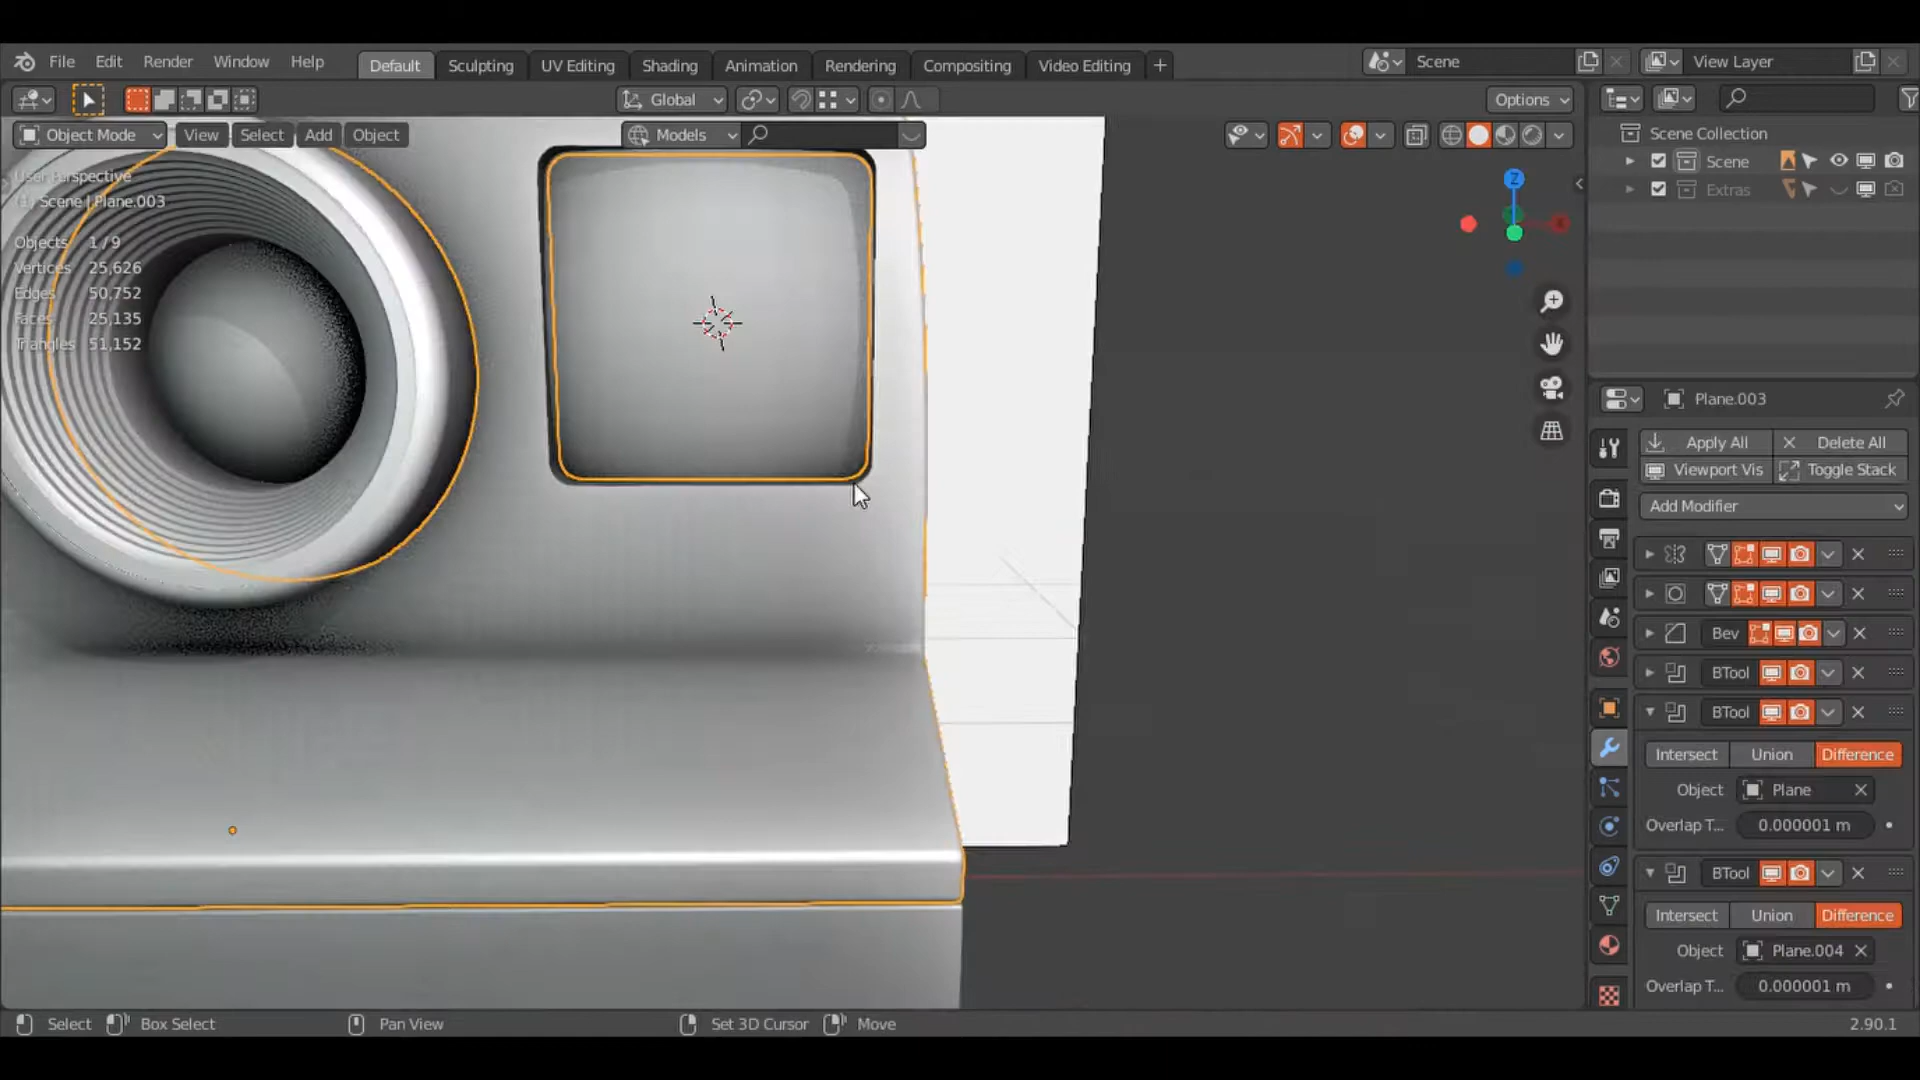 File Edit Render Window Help Default Sculpting UV Editing Shading Animation Rendering Compositing Video Editing + Scene View Layer
Global Options
Object Mode View Select Add Object Models
User Perspective
(1) Scene | Plane.003
Objects 1 / 9
Vertices 25,626
Edges 50,752
Faces 25,135
Triangles 51,152
Z
Scene Collection
Scene
Extras
Plane.003
Apply All Delete All
Viewport Vis Toggle Stack
Add Modifier
Bev
BTool
BTool
Intersect Union Difference
Object Plane
Overlap T... 0.000001 m
BTool
Intersect Union Difference
Object Plane.004
Overlap T... 0.000001 m
Select Box Select Pan View Set 3D Cursor Move 2.90.1